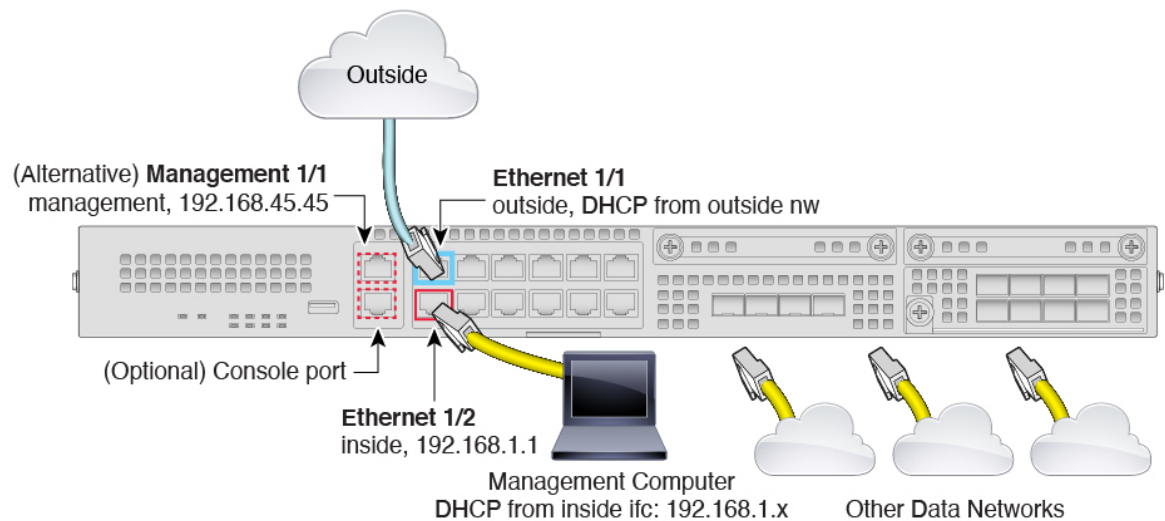 Outside
(Alternative) Management 1/1
management, 192.168.45.45
Ethernet 1/1
outside, DHCP from outside nw
(Optional) Console port
Ethernet 1/2
inside, 192.168.1.1
Management Computer
DHCP from inside ifc: 192.168.1.x
Other Data Networks